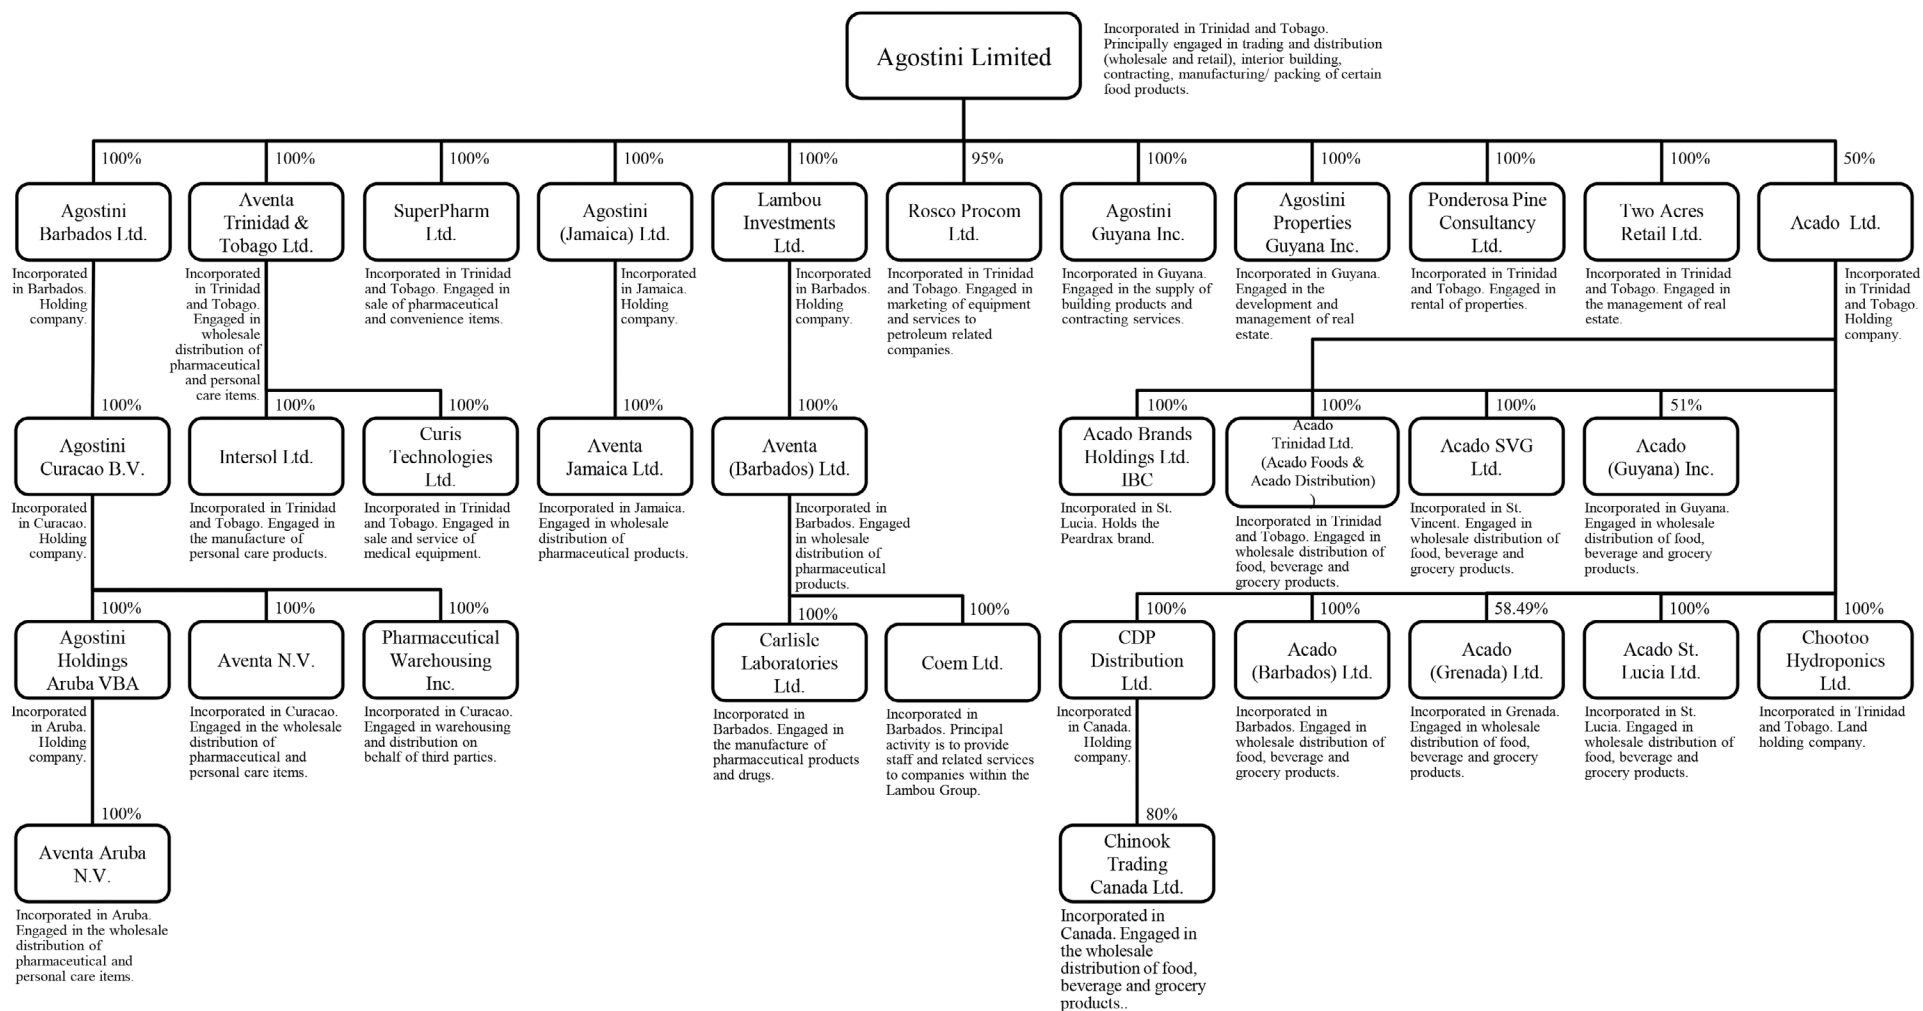 Agostini Limited
Incorporated in Trinidad and Tobago.
Principally engaged in trading and distribution
(wholesale and retail), interior building,
contracting, manufacturing/ packing of certain
food products.
100%
100%
100%
100%
100%
95%
100%
100%
100%
100%
50%
Agostini
Barbados Ltd.
Incorporated
in Barbados.
Holding
company.
Aventa
Trinidad &
Tobago Ltd.
Incorporated
in Trinidad
and Tobago.
Engaged in
wholesale
distribution of
pharmaceutical
and personal
care items.
SuperPharm
Ltd.
Incorporated in Trinidad
and Tobago. Engaged in
sale of pharmaceutical
and convenience items.
Agostini
(Jamaica) Ltd.
Incorporated
in Jamaica.
Holding
company.
Lambou
Investments
Ltd.
Incorporated
in Barbados.
Holding
company.
Rosco Procom
Ltd.
Incorporated in Trinidad
and Tobago. Engaged in
marketing of equipment
and services to
petroleum related
companies.
Agostini
Guyana Inc.
Incorporated in Guyana.
Engaged in the supply of
building products and
contracting services.
Agostini
Properties
Guyana Inc.
Incorporated in Guyana.
Engaged in the
development and
management of real
estate.
Ponderosa Pine
Consultancy
Ltd.
Incorporated in Trinidad
and Tobago. Engaged in
rental of properties.
Two Acres
Retail Ltd.
Incorporated in Trinidad
and Tobago. Engaged in
the management of real
estate.
Acado Ltd.
Incorporated
in Trinidad
and Tobago.
Holding
company.
100%
100%
100%
100%
100%
100%
100%
100%
51%
Agostini
Curacao B.V.
Incorporated
in Curacao.
Holding
company.
Intersol Ltd.
Incorporated in Trinidad
and Tobago. Engaged in
the manufacture of
personal care products.
Curis
Technologies
Ltd.
Incorporated in Trinidad
and Tobago. Engaged in
sale and service of
medical equipment.
Aventa
Jamaica Ltd.
Incorporated in Jamaica.
Engaged in wholesale
distribution of
pharmaceutical products.
Aventa
(Barbados) Ltd.
Incorporated in
Barbados. Engaged
in wholesale
distribution of
pharmaceutical
products.
Acado Brands
Holdings Ltd.
IBC
Incorporated in St.
Lucia. Holds the
Peardrax brand.
Acado
Trinidad Ltd.
(Acado Foods &
Acado Distribution)
)
Incorporated in Trinidad
and Tobago. Engaged in
wholesale distribution of
food, beverage and
grocery products.
Acado SVG
Ltd.
Incorporated in St.
Vincent. Engaged in
wholesale distribution of
food, beverage and
grocery products.
Acado
(Guyana) Inc.
Incorporated in Guyana.
Engaged in wholesale
distribution of food,
beverage and grocery
products.
100%
100%
100%
100%
100%
100%
100%
58.49%
100%
100%
Agostini
Holdings
Aruba VBA
Incorporated
in Aruba.
Holding
company.
Aventa N.V.
Incorporated in Curacao.
Engaged in the wholesale
distribution of
pharmaceutical and
personal care items.
Pharmaceutical
Warehousing
Inc.
Incorporated in Curacao.
Engaged in warehousing
and distribution on
behalf of third parties.
Carlisle
Laboratories
Ltd.
Incorporated in
Barbados. Engaged in
the manufacture of
pharmaceutical products
and drugs.
Coem Ltd.
Incorporated in
Barbados. Principal
activity is to provide
staff and related services
to companies within the
Lambou Group.
CDP
Distribution
Ltd.
Incorporated
in Canada.
Holding
company.
Acado
(Barbados) Ltd.
Incorporated in
Barbados. Engaged in
wholesale distribution of
food, beverage and
grocery products.
Acado
(Grenada) Ltd.
Incorporated in Grenada.
Engaged in wholesale
distribution of food,
beverage and grocery
products.
Acado St.
Lucia Ltd.
Incorporated in St.
Lucia. Engaged in
wholesale distribution of
food, beverage and
grocery products.
Chootoo
Hydroponics
Ltd.
Incorporated in Trinidad
and Tobago. Land
holding company.
100%
80%
Aventa Aruba
N.V.
Incorporated in Aruba.
Engaged in the wholesale
distribution of
pharmaceutical and
personal care items.
Chinook
Trading
Canada Ltd.
Incorporated in
Canada. Engaged in
the wholesale
distribution of food,
beverage and grocery
products..